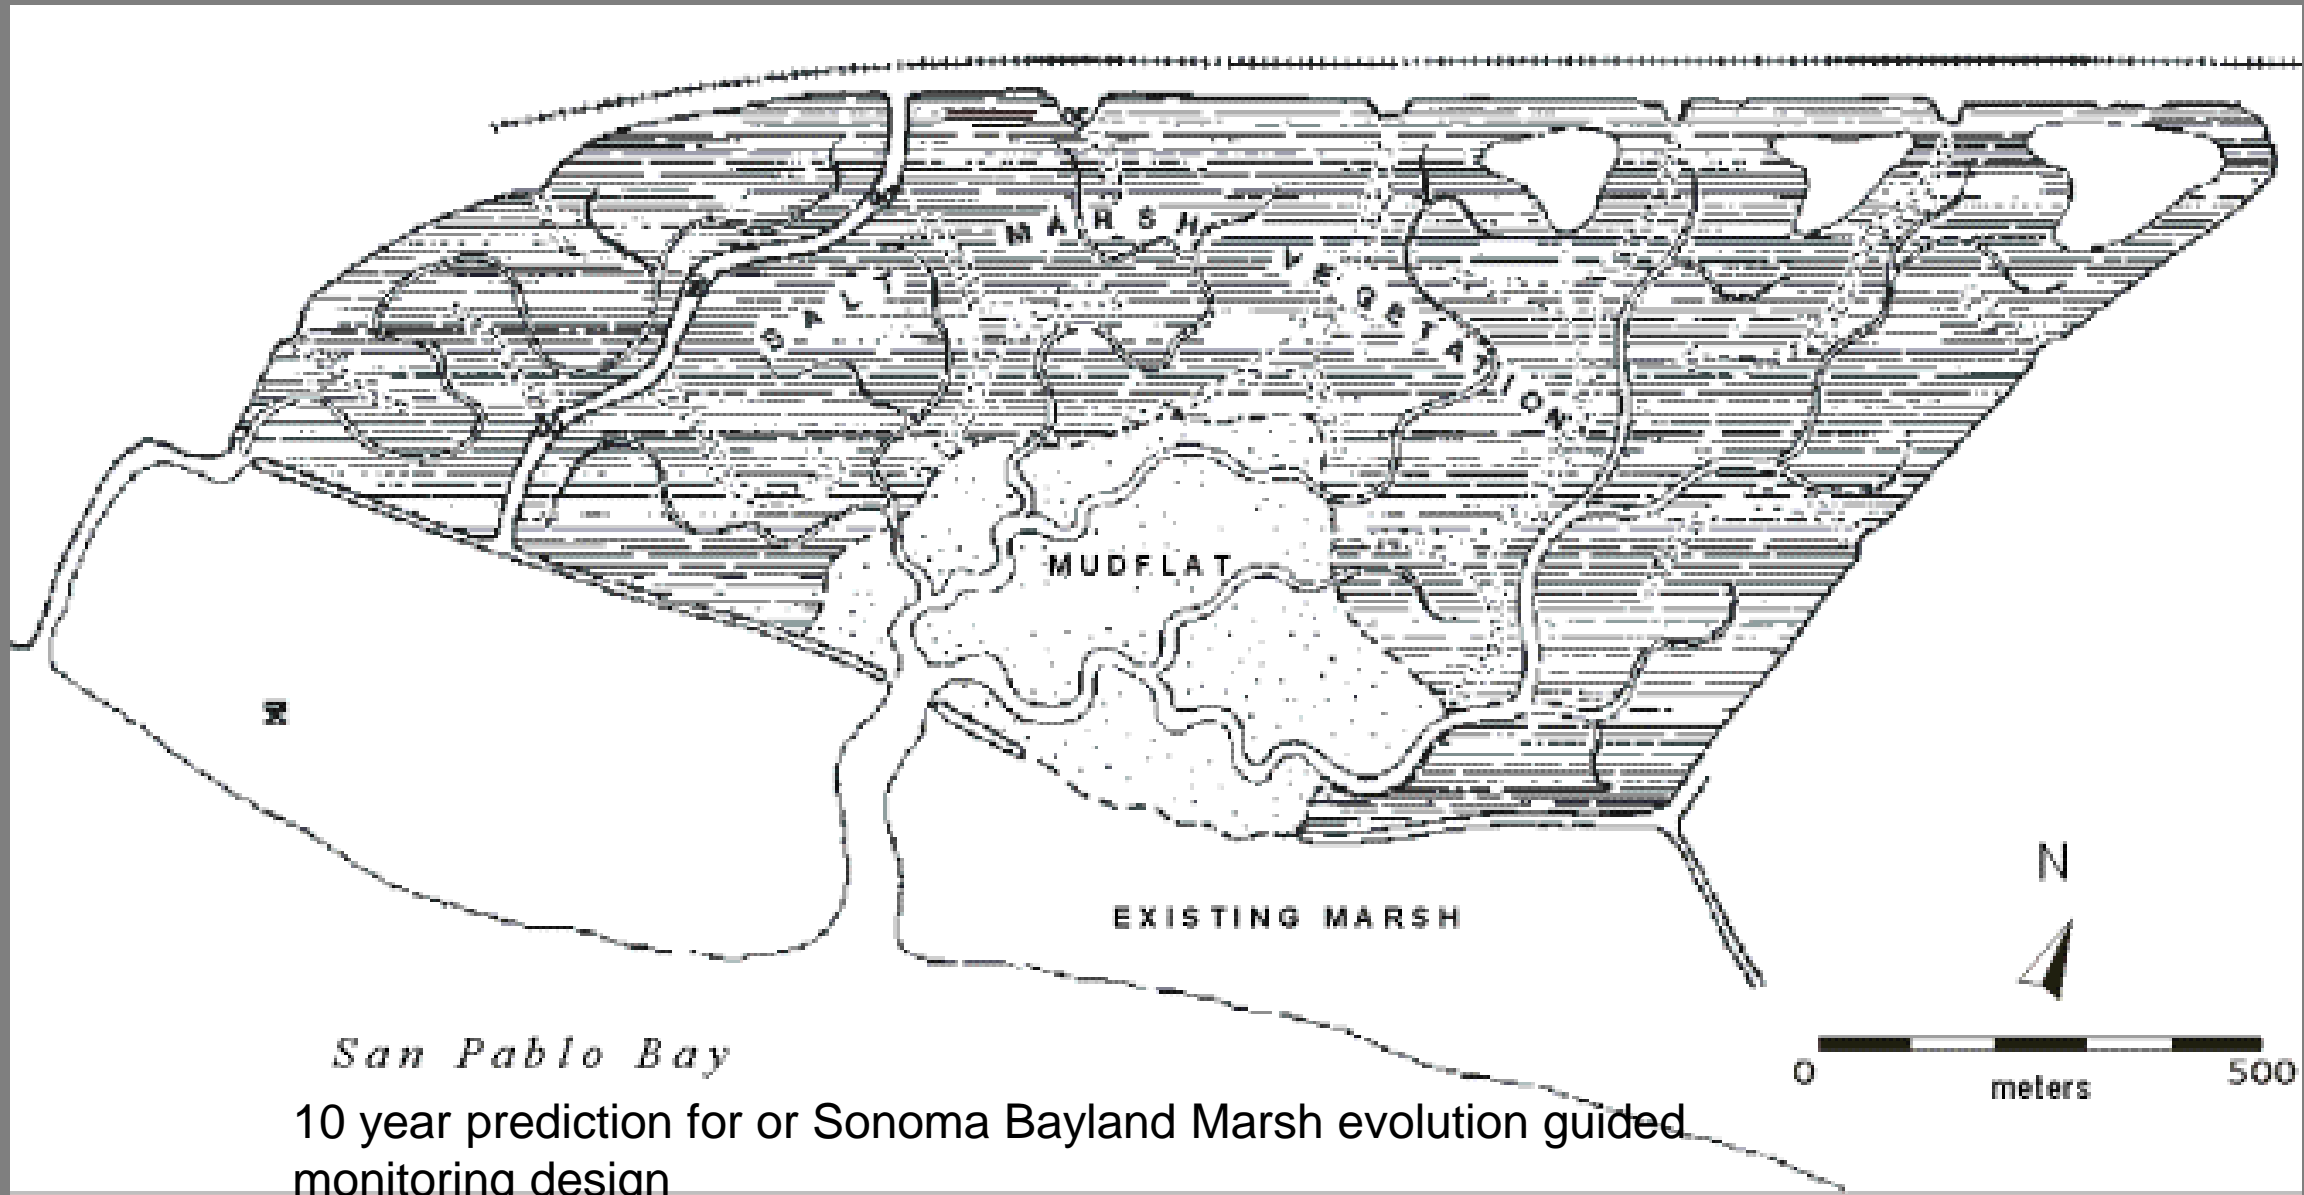 SALT MARSH VEGETATION
MUDFLAT
EXISTING MARSH
N
0 500
meters
San Pablo Bay
10 year prediction for or Sonoma Bayland Marsh evolution guided
monitoring design